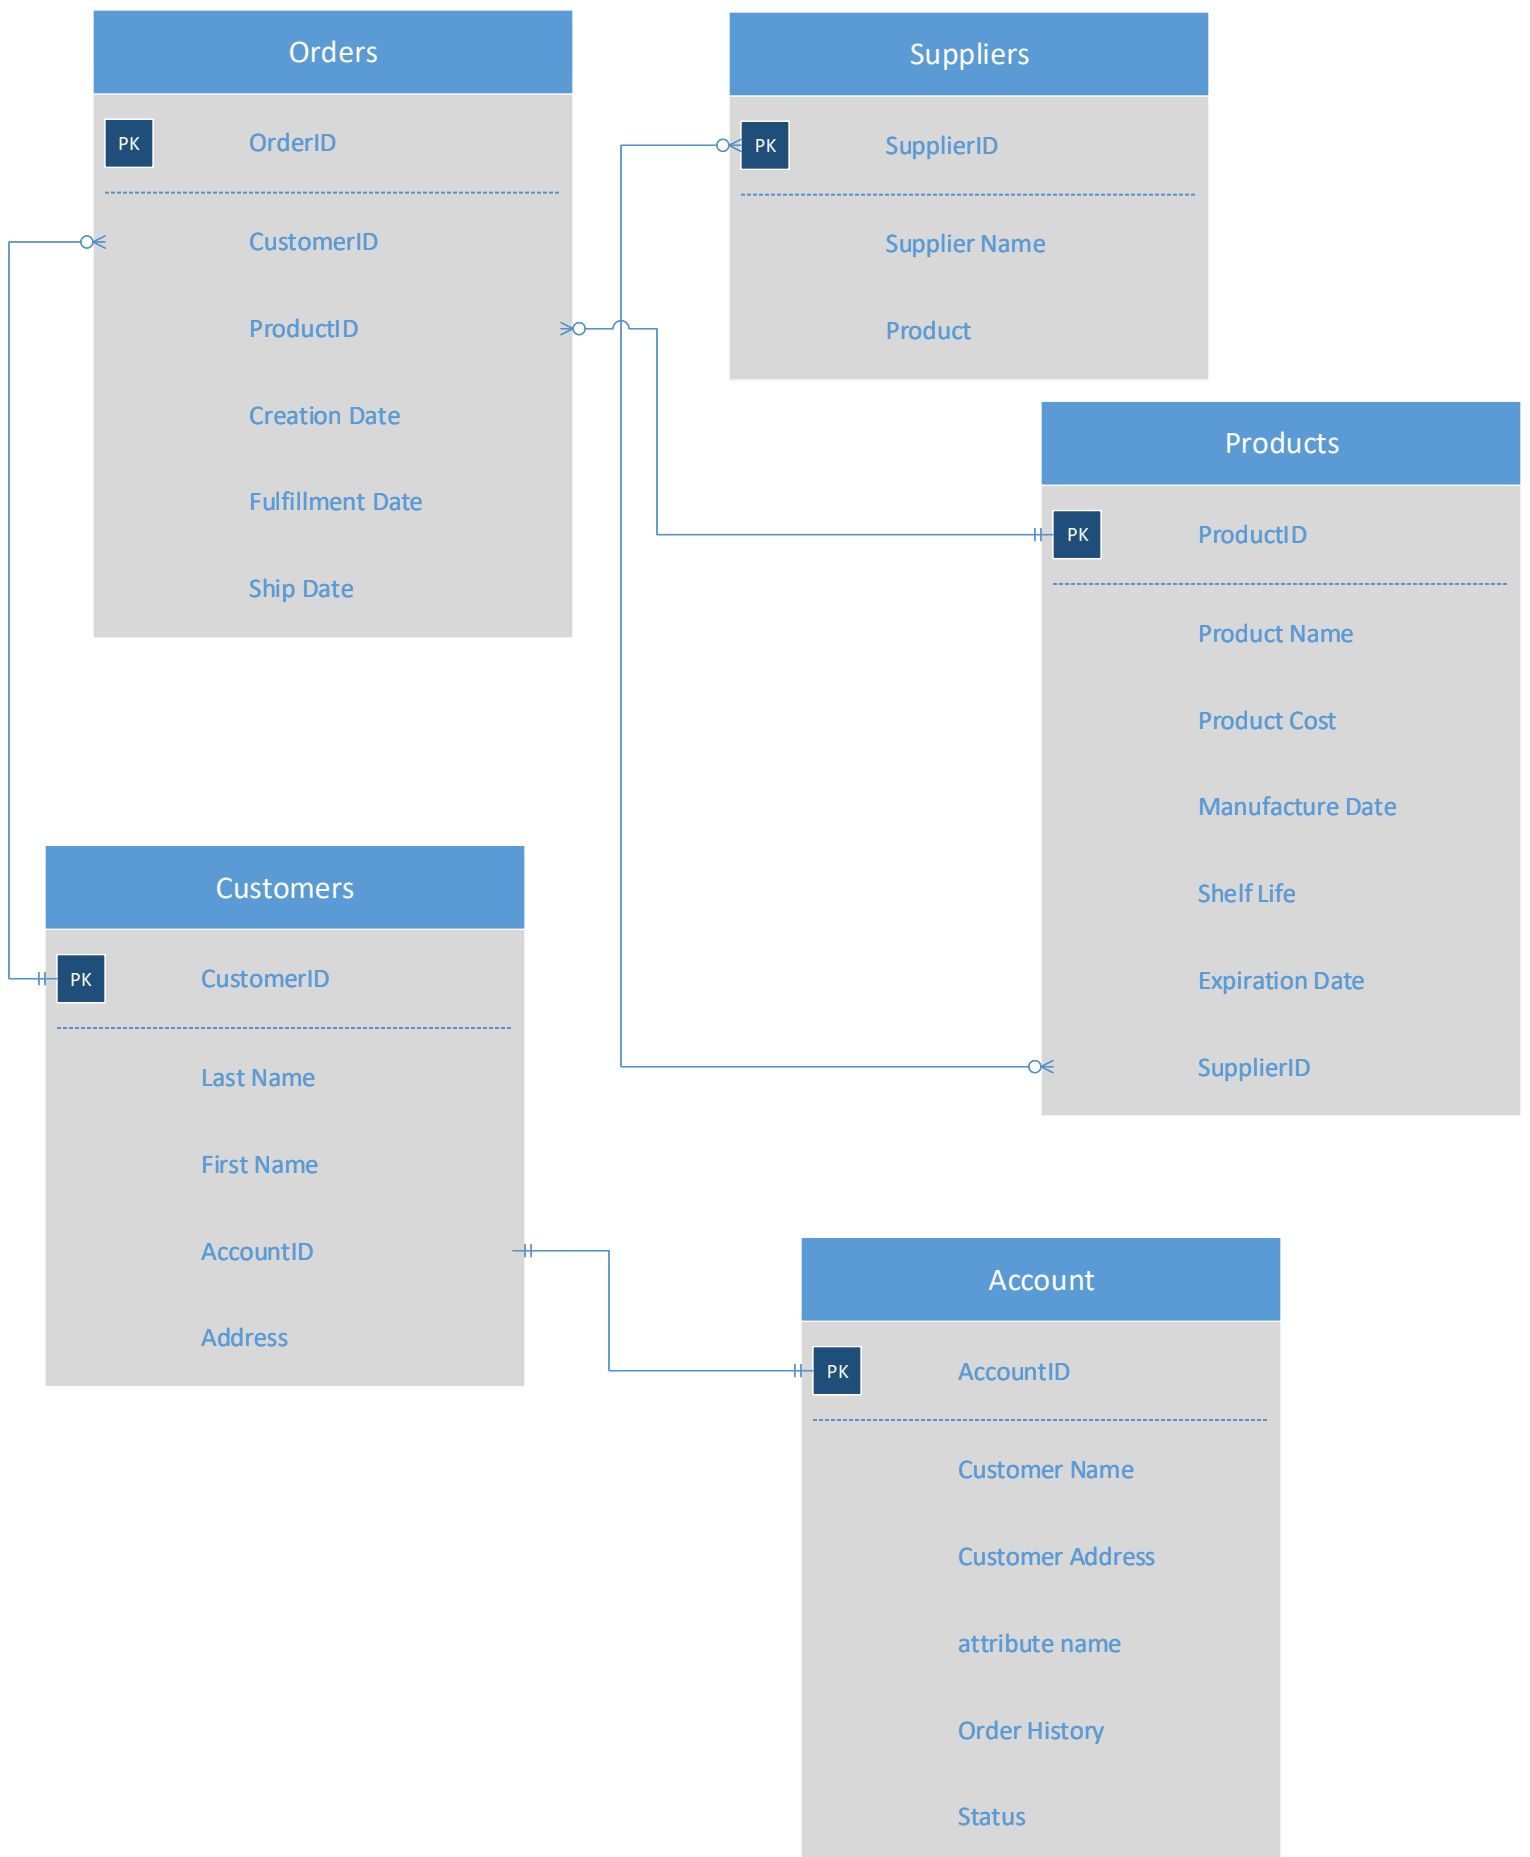 Orders
PK OrderID
CustomerID
ProductID
Creation Date
Fulfillment Date
Ship Date
Suppliers
PK SupplierID
Supplier Name
Product
Products
PK ProductID
Product Name
Product Cost
Manufacture Date
Shelf Life
Expiration Date
SupplierID
Customers
PK CustomerID
Last Name
First Name
AccountID
Address
Account
PK AccountID
Customer Name
Customer Address
attribute name
Order History
Status